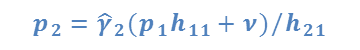 p₂ = γ̂₂(p₁h₁₁ + ν)/h₂₁